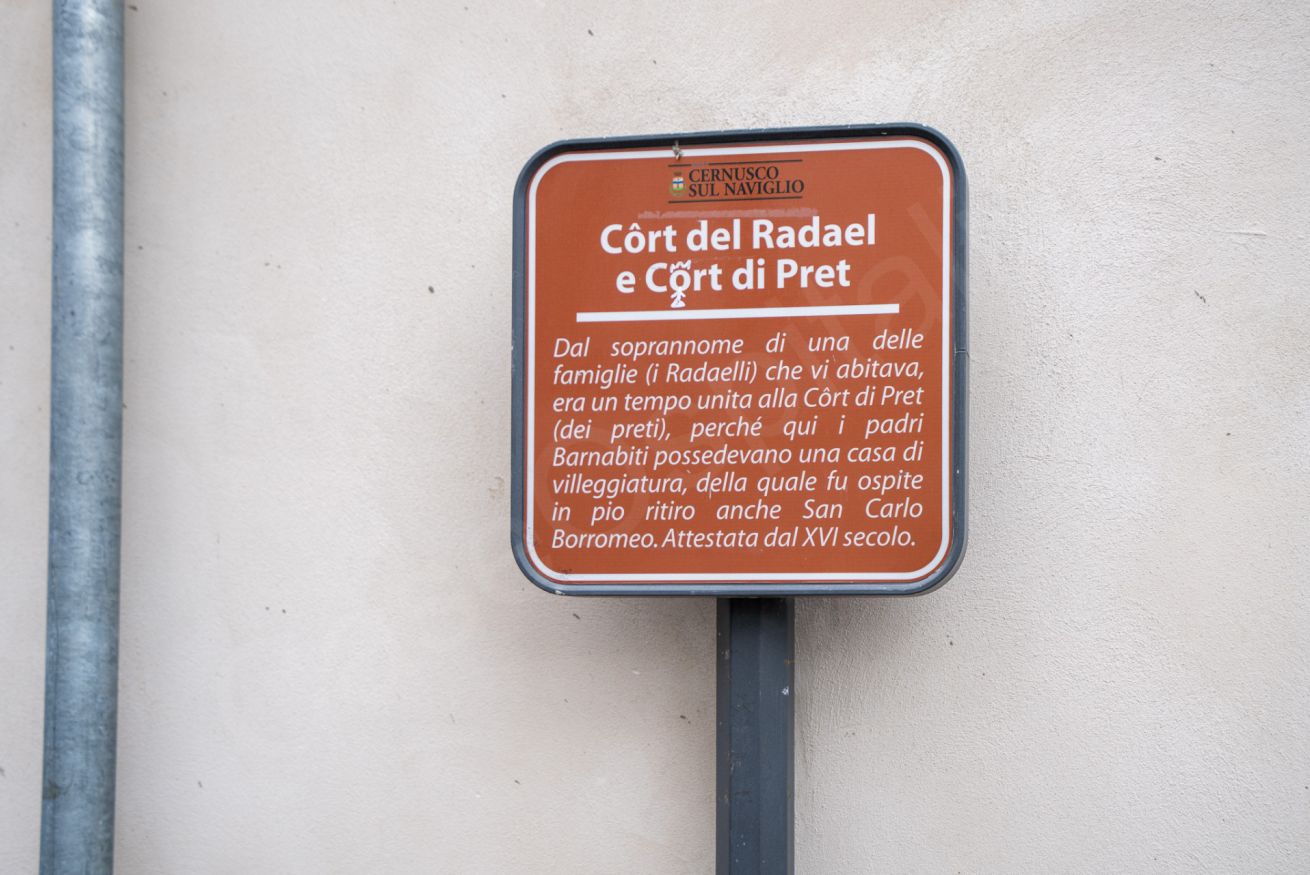 CERNUSCO
SUL NAVIGLIO
Côrt del Radael
e Côrt di Pret
Dal soprannome di una delle
famiglie (i Radaelli) che vi abitava,
era un tempo unita alla Côrt di Pret
(dei preti), perché qui i padri
Barnabiti possedevano una casa di
villeggiatura, della quale fu ospite
in pio ritiro anche San Carlo
Borromeo. Attestata dal XVI secolo.